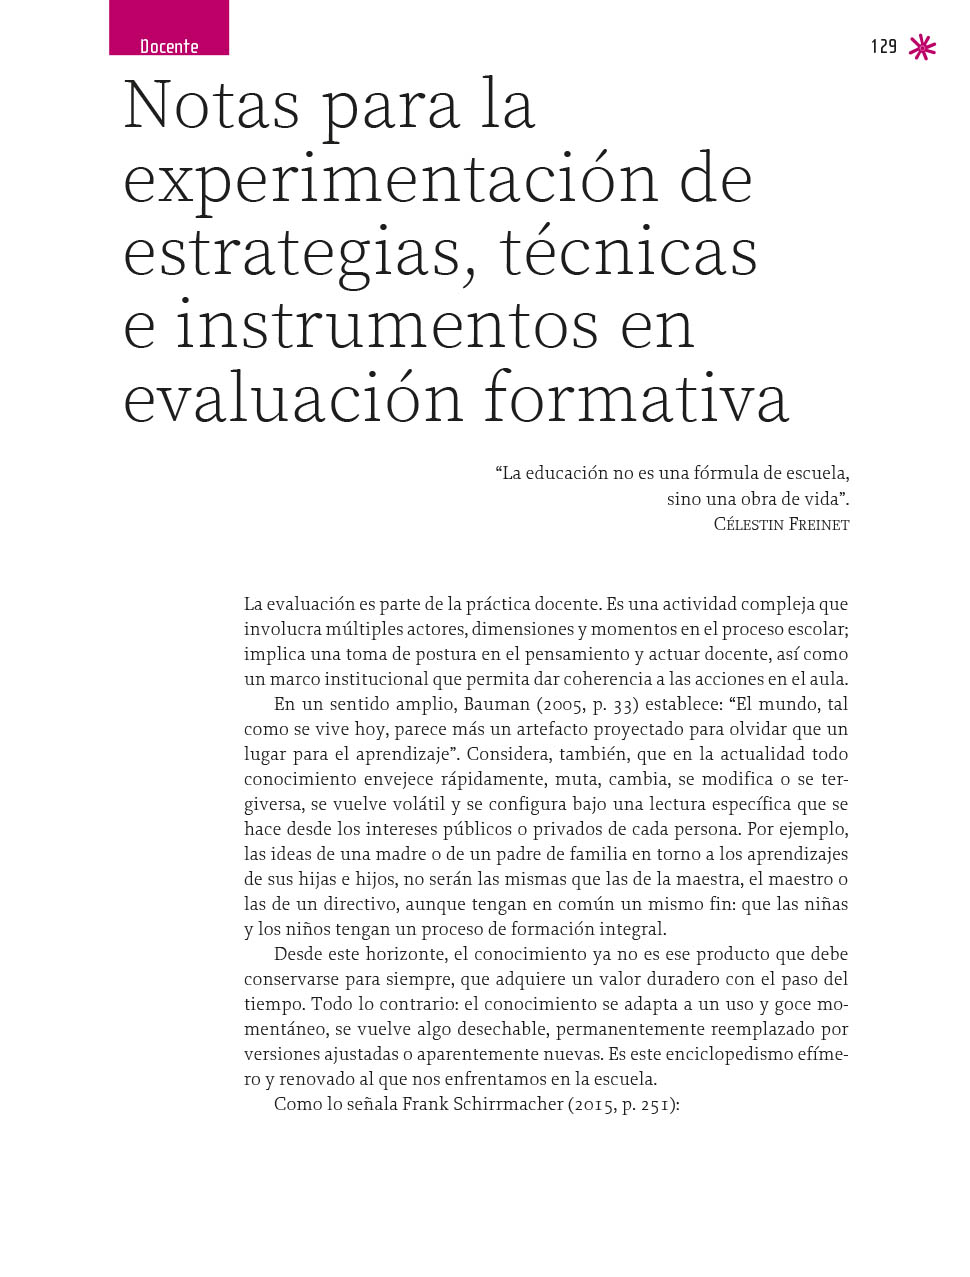 Docente
129
Notas para la
experimentación de
estrategias, técnicas
e instrumentos en
evaluación formativa
“La educación no es una fórmula de escuela,
sino una obra de vida”.
Célestin Freinet
La evaluación es parte de la práctica docente. Es una actividad compleja que
involucra múltiples actores, dimensiones y momentos en el proceso escolar;
implica una toma de postura en el pensamiento y actuar docente, así como
un marco institucional que permita dar coherencia a las acciones en el aula.
En un sentido amplio, Bauman (2005, p. 33) establece: “El mundo, tal
como se vive hoy, parece más un artefacto proyectado para olvidar que un
lugar para el aprendizaje”. Considera, también, que en la actualidad todo
conocimiento envejece rápidamente, muta, cambia, se modifica o se ter-
giversa, se vuelve volátil y se configura bajo una lectura específica que se
hace desde los intereses públicos o privados de cada persona. Por ejemplo,
las ideas de una madre o de un padre de familia en torno a los aprendizajes
de sus hijas e hijos, no serán las mismas que las de la maestra, el maestro o
las de un directivo, aunque tengan en común un mismo fin: que las niñas
y los niños tengan un proceso de formación integral.
Desde este horizonte, el conocimiento ya no es ese producto que debe
conservarse para siempre, que adquiere un valor duradero con el paso del
tiempo. Todo lo contrario: el conocimiento se adapta a un uso y goce mo-
mentáneo, se vuelve algo desechable, permanentemente reemplazado por
versiones ajustadas o aparentemente nuevas. Es este enciclopedismo efíme-
ro y renovado al que nos enfrentamos en la escuela.
Como lo señala Frank Schirrmacher (2015, p. 251):